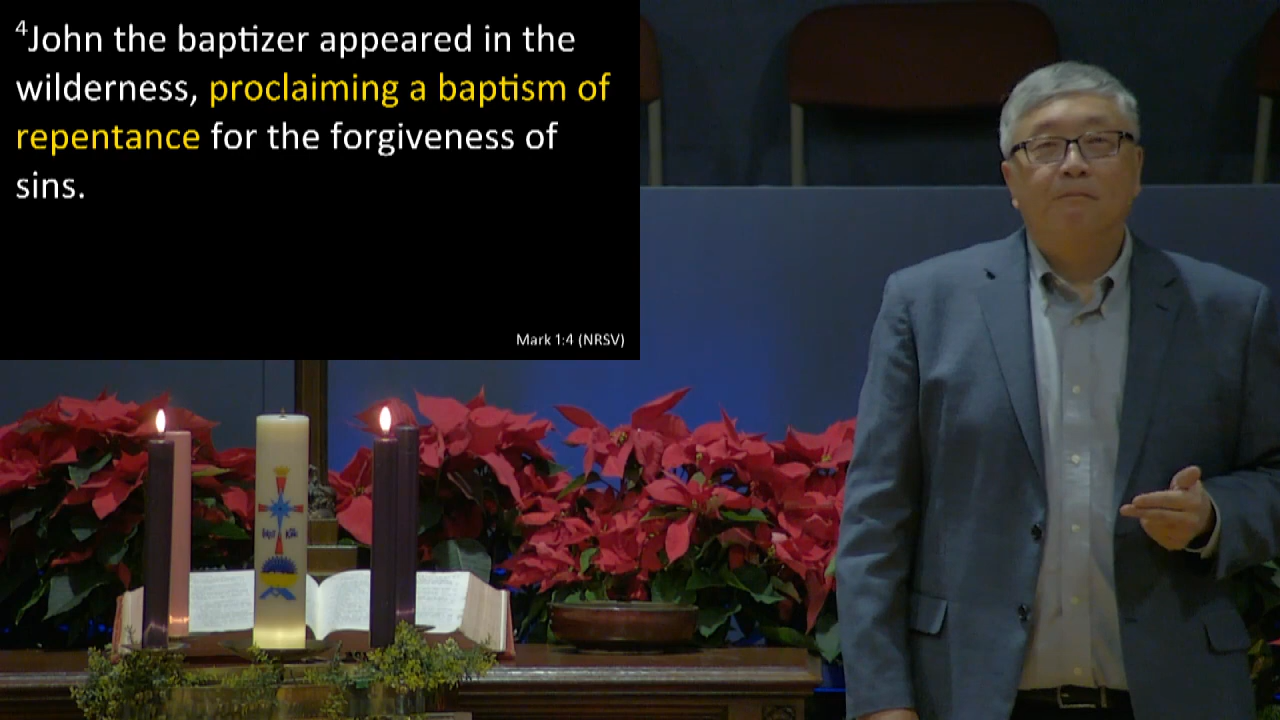 ⁴John the baptizer appeared in the
wilderness, proclaiming a baptism of
repentance for the forgiveness of
sins.
Mark 1:4 (NRSV)